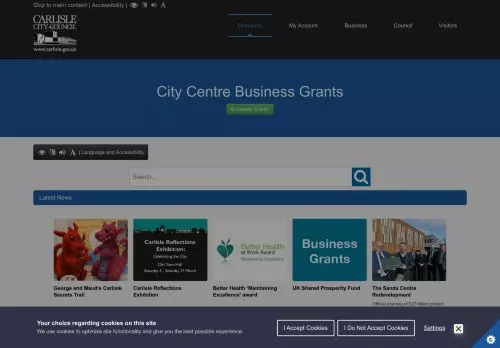 Skip to main content | Accessibility |
CARLISLE
CITY COUNCIL
www.carlisle.gov.uk
Residents
My Account
Business
Council
Visitors
City Centre Business Grants
Business Grants
| Language and Accessibility
Search...
Latest News
Carlisle Reflections
Exhibition:
Celebrating the City
Old Town Hall
Saturday 4 - Saturday 11 March
Better Health
at Work Award
Maintaining Excellence
Business
Grants
George and Maud's Carlisle
Secrets Trail
Carlisle Reflections
Exhibition
Better Health 'Maintaining
Excellence' award
UK Shared Prosperity Fund
The Sands Centre
Redevelopment
Official opening of £27million project
Your choice regarding cookies on this site
We use cookies to optimise site functionality and give you the best possible experience.
I Accept Cookies
I Do Not Accept Cookies
Settings